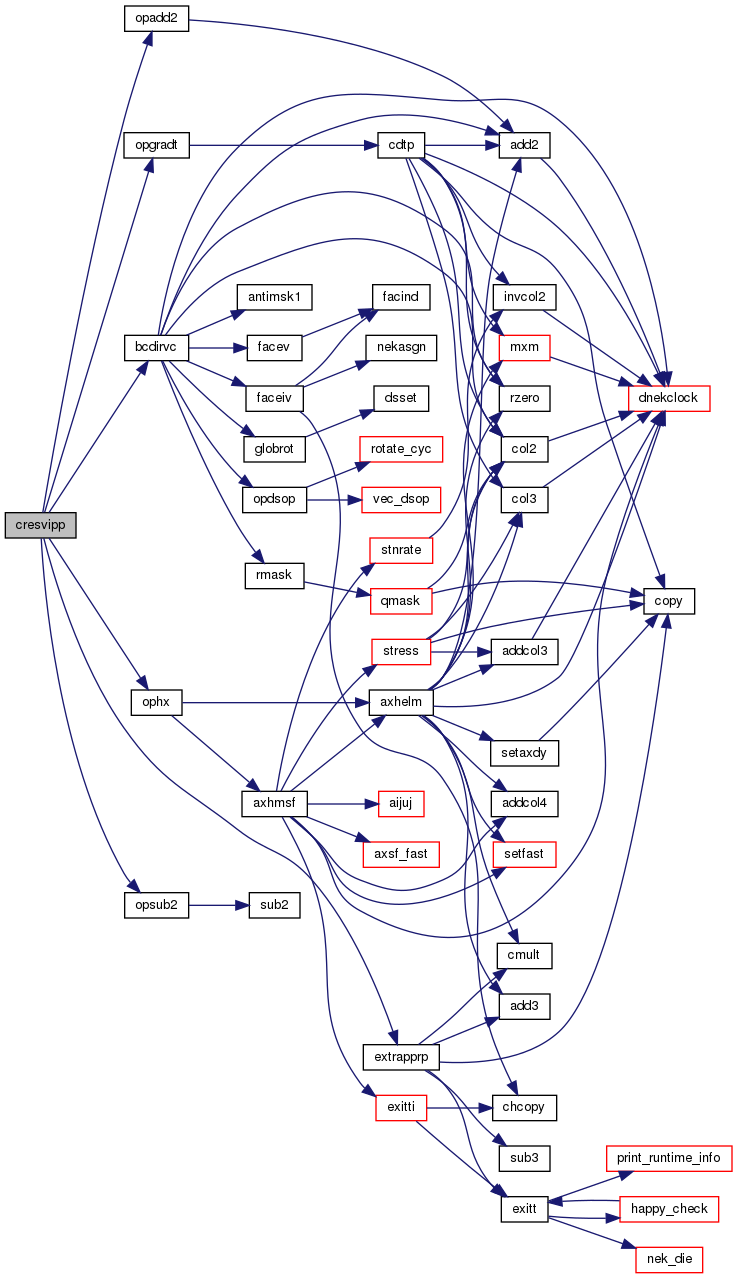 opadd2
opgradt
cdtp
add2
antimsk1
facind
invcol2
bcdirvc
facev
nekasgn
mxm
faceiv
dsset
rzero
dnekclock
globrot
rotate_cyc
col2
opdsop
vec_dsop
col3
cresvipp
stnrate
rmask
qmask
copy
stress
addcol3
ophx
axhelm
setaxdy
axhmsf
aijuj
addcol4
axsf_fast
setfast
opsub2
sub2
cmult
add3
extrapprp
exitti
chcopy
sub3
print_runtime_info
exitt
happy_check
nek_die